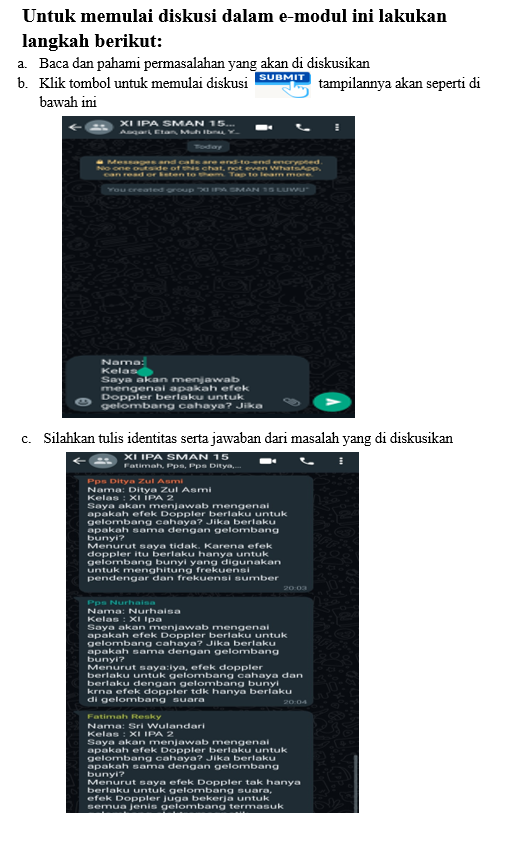 Untuk memulai diskusi dalam e-modul ini lakukan
langkah berikut:
a. Baca dan pahami permasalahan yang akan di diskusikan
b. Klik tombol untuk memulai diskusi SUBMIT tampilannya akan seperti di
bawah ini
XI IPA SMAN 15...
Asqari, Etan, Muh Ibnu, Y...
Today
Messages and calls are end-to-end encrypted.
No one outside of this chat, not even WhatsApp,
can read or listen to them. Tap to learn more.
You created group "XI IPA SMAN 15 LUWU"
Nama:
Kelas
Saya akan menjawab
mengenai apakah efek
Doppler berlaku untuk
gelombang cahaya? Jika
c. Silahkan tulis identitas serta jawaban dari masalah yang di diskusikan
XI IPA SMAN 15
Fatimah, Pps, Pps Ditya,...
Pps Ditya Zul Asmi
Nama: Ditya Zul Asmi
Kelas : XI IPA 2
Saya akan menjawab mengenai
apakah efek Doppler berlaku untuk
gelombang cahaya? Jika berlaku
apakah sama dengan gelombang
bunyi?
Menurut saya tidak. Karena efek
doppler itu berlaku hanya untuk
gelombang bunyi yang digunakan
untuk menghitung frekuensi
pendengar dan frekuensi sumber
20:03
Pps Nurhaisa
Nama: Nurhaisa
Kelas : XI Ipa
Saya akan menjawab mengenai
apakah efek Doppler berlaku untuk
gelombang cahaya? Jika berlaku
apakah sama dengan gelombang
bunyi?
Menurut saya:iya, efek doppler
berlaku untuk gelombang cahaya dan
berlaku dengan gelombang bunyi
krna efek doppler tdk hanya berlaku
di gelombang suara
20:04
Fatimah Resky
Nama: Sri Wulandari
Kelas : XI IPA 2
Saya akan menjawab mengenai
apakah efek Doppler berlaku untuk
gelombang cahaya? Jika berlaku
apakah sama dengan gelombang
bunyi?
Menurut saya efek Doppler tak hanya
berlaku untuk gelombang suara,
efek Doppler juga bekerja untuk
semua jenis gelombang termasuk